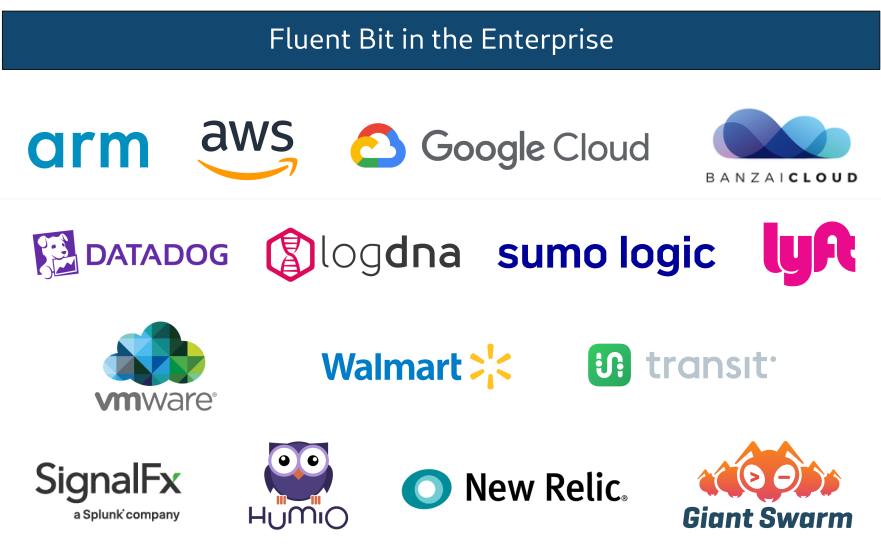 Fluent Bit in the Enterprise
arm
aws
Google Cloud
BANZAICLOUD
DATADOG
logdna
sumo logic
lyft
vmware®
Walmart
transit
SignalFx
a Splunk company
HUMIO
New Relic®
Giant Swarm